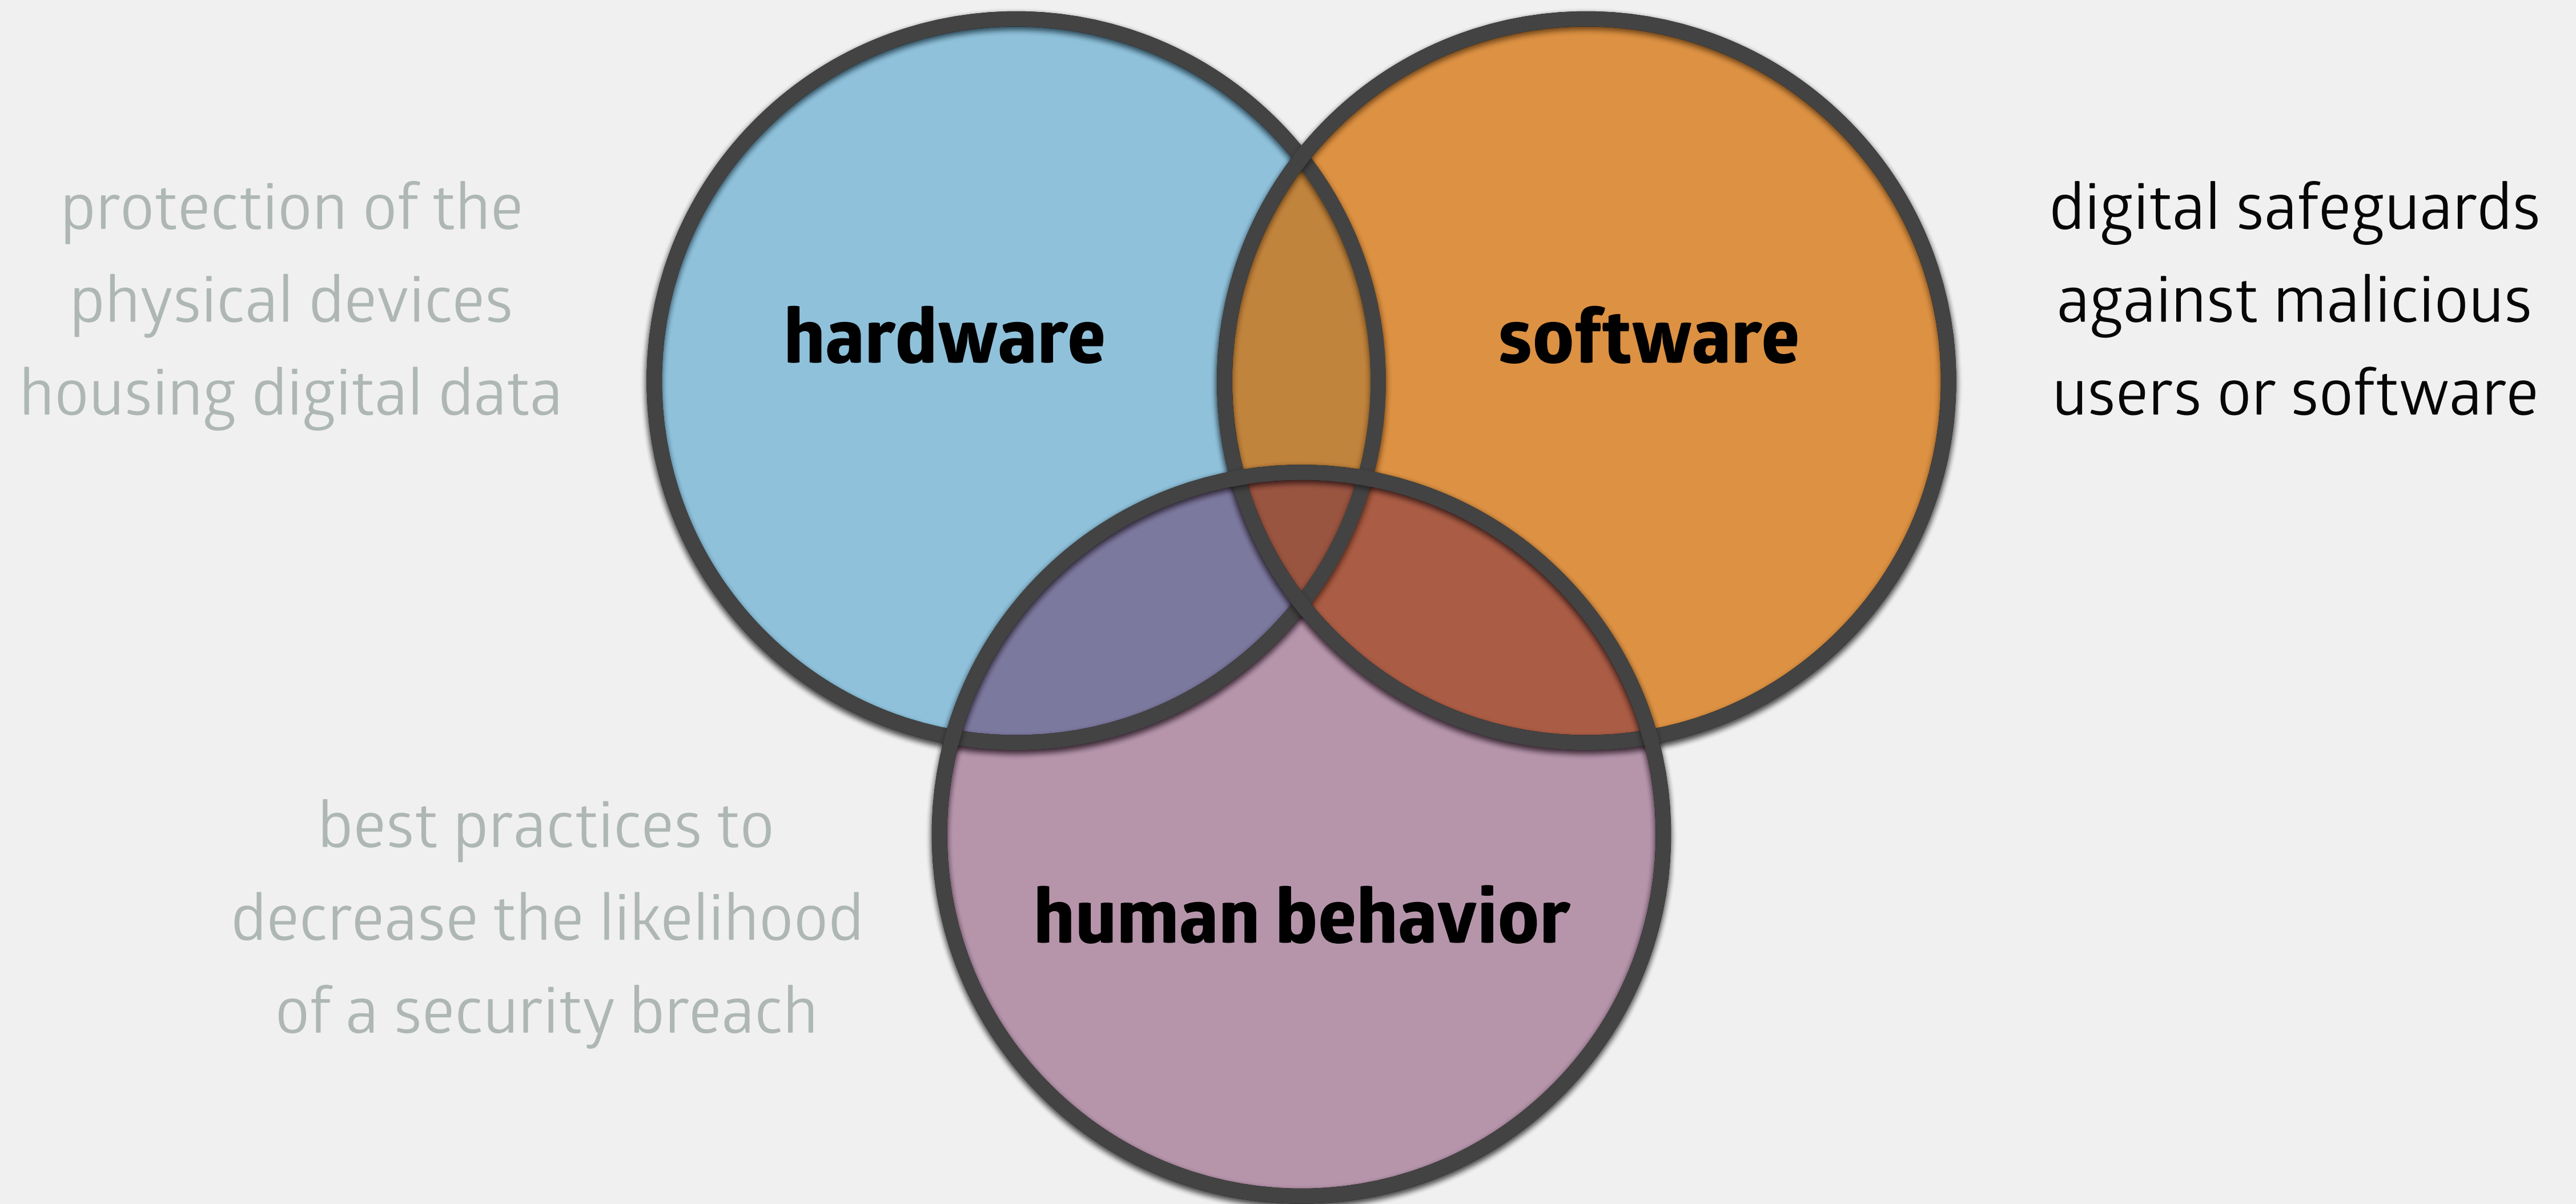 protection of the
physical devices
housing digital data
hardware
software
digital safeguards
against malicious
users or software
best practices to
decrease the likelihood
of a security breach
human behavior